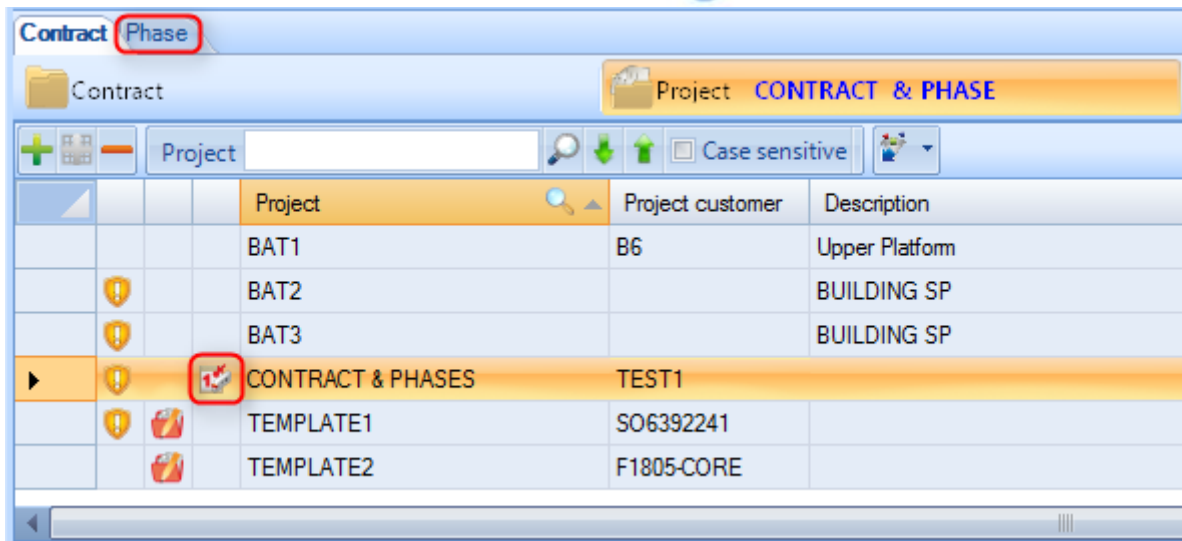 Contract Phase
Contract Project CONTRACT & PHASE
Project Case sensitive
Project Project customer Description
BAT1 B6 Upper Platform
BAT2 BUILDING SP
BAT3 BUILDING SP
CONTRACT & PHASES TEST1
TEMPLATE1 SO6392241
TEMPLATE2 F1805-CORE